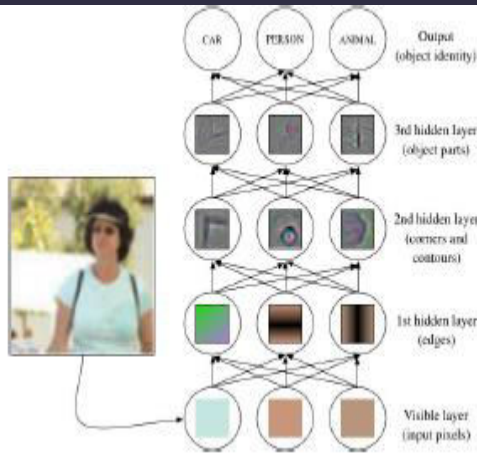 CAR PERSON ANIMAL
Output
(object identity)
3rd hidden layer
(object parts)
2nd hidden layer
(corners and
contours)
1st hidden layer
(edges)
Visible layer
(input pixels)